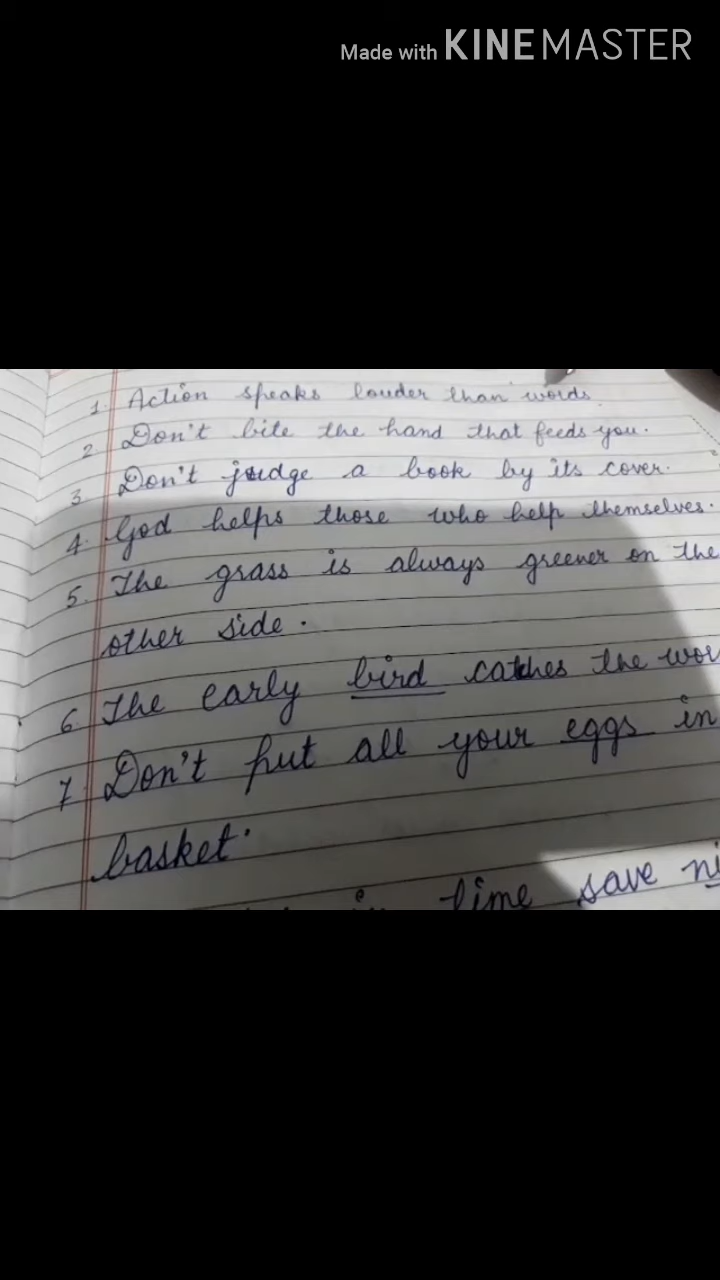 Made with KINEMASTER
1. Action speaks louder than words
2 Don't bite the hand that feeds you.
3 Don't judge a book by its cover.
4. God helps those who help themselves.
5. The grass is always greener on the
other side.
6 The early bird catches the
7 Don't put all your eggs in
basket.
time save